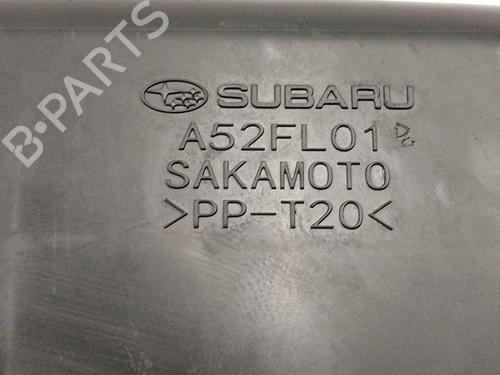 B-PARTS
SUBARU
A52FL01
SAKAMOTO
>PP-T20<